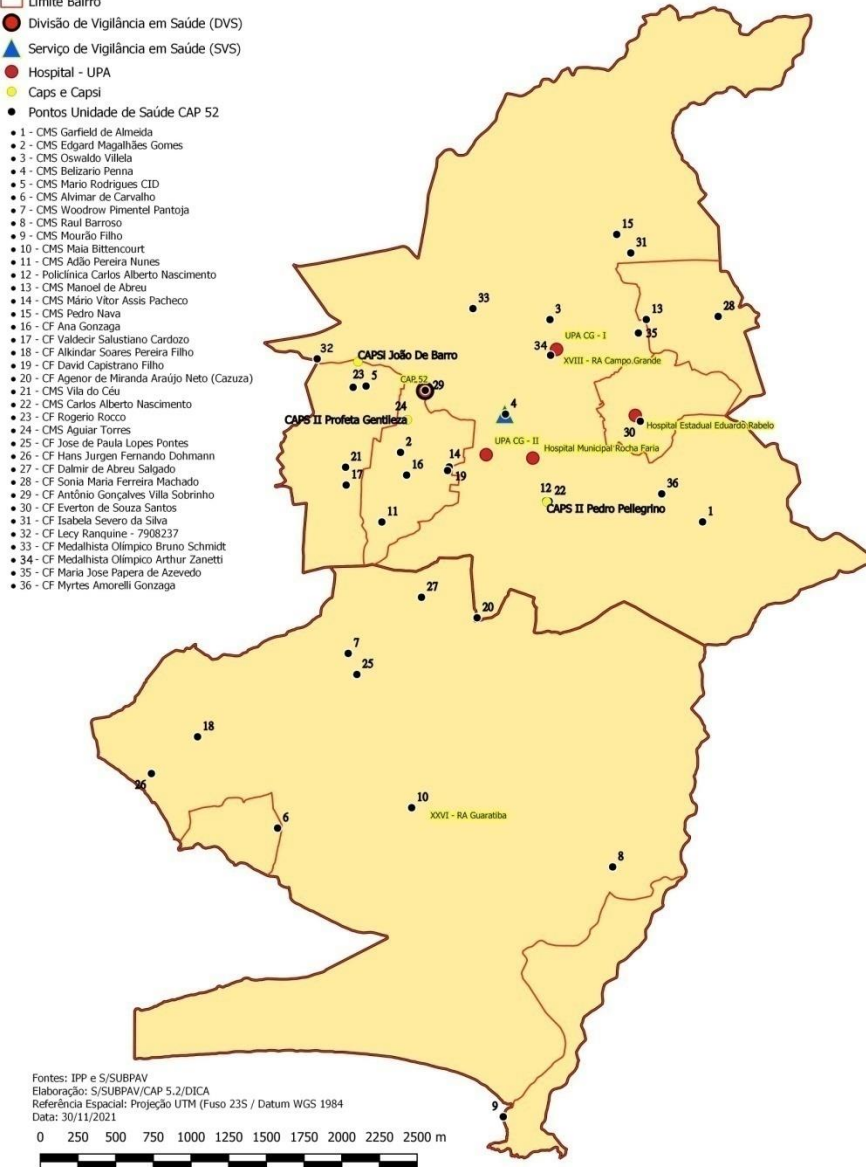 Limite Bairro
Divisão de Vigilância em Saúde (DVS)
Serviço de Vigilância em Saúde (SVS)
Hospital - UPA
Caps e Capsi
Pontos Unidade de Saúde CAP 52
1 - CMS Garfield de Almeida
2 - CMS Edgard Magalhães Gomes
3 - CMS Oswaldo Villela
4 - CMS Belizario Penna
5 - CMS Mario Rodrigues CID
6 - CMS Alvimar de Carvalho
7 - CMS Woodrow Pimentel Pantoja
8 - CMS Raul Barroso
9 - CMS Mourão Filho
10 - CMS Maia Bittencourt
11 - CMS Adão Pereira Nunes
12 - Policlínica Carlos Alberto Nascimento
13 - CMS Manoel de Abreu
14 - CMS Mário Vítor Assis Pacheco
15 - CMS Pedro Nava
16 - CF Ana Gonzaga
17 - CF Valdecir Salustiano Cardozo
18 - CF Alkindar Soares Pereira Filho
19 - CF David Capistrano Filho
20 - CF Agenor de Miranda Araújo Neto (Cazuza)
21 - CMS Vila do Céu
22 - CMS Carlos Alberto Nascimento
23 - CF Rogerio Rocco
24 - CMS Aguiar Torres
25 - CF Jose de Paula Lopes Pontes
26 - CF Hans Jurgen Fernando Dohmann
27 - CF Dalmir de Abreu Salgado
28 - CF Sonia Maria Ferreira Machado
29 - CF Antônio Gonçalves Villa Sobrinho
30 - CF Everton de Souza Santos
31 - CF Isabela Severo da Silva
32 - CF Lecy Ranquine - 7908237
33 - CF Medalhista Olímpico Bruno Schmidt
34 - CF Medalhista Olímpico Arthur Zanetti
35 - CF Maria Jose Papera de Azevedo
36 - CF Myrtes Amorelli Gonzaga
15
31
33
3
13
28
35
UPA CG - I
34
XVIII - RA Campo Grande
32
CAPSI João De Barro
23 5
CAP 52
29
24
4
CAPS II Profeta Gentileza
30
Hospital Estadual Eduardo Rabelo
2
UPA CG - II
Hospital Municipal Rocha Faria
21
14
16
19
17
12 22
36
CAPS II Pedro Pellegrino
1
11
27
20
7
25
18
26
10
XXVI - RA Guaratiba
6
8
9
Fontes: IPP e S/SUBPAV
Elaboração: S/SUBPAV/CAP 5.2/DICA
Referência Espacial: Projeção UTM (Fuso 23S / Datum WGS 1984
Data: 30/11/2021
0 250 500 750 1000 1250 1500 1750 2000 2250 2500 m